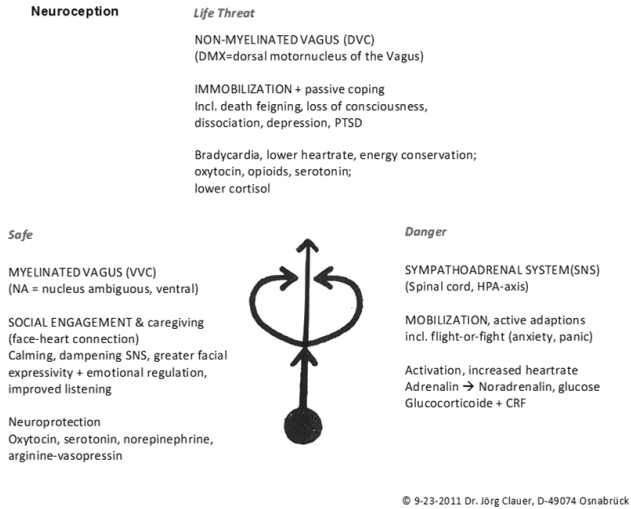 Neuroception
Life Threat
NON-MYELINATED VAGUS (DVC)
(DMX=dorsal motornucleus of the Vagus)
IMMOBILIZATION + passive coping
Incl. death feigning, loss of consciousness,
dissociation, depression, PTSD
Bradycardia, lower heartrate, energy conservation;
oxytocin, opioids, serotonin;
lower cortisol
Safe
MYELINATED VAGUS (VVC)
(NA = nucleus ambiguous, ventral)
SOCIAL ENGAGEMENT & caregiving
(face-heart connection)
Calming, dampening SNS, greater facial
expressivity + emotional regulation,
improved listening
Neuroprotection
Oxytocin, serotonin, norepinephrine,
arginine-vasopressin
Danger
SYMPATHOADRENAL SYSTEM(SNS)
(Spinal cord, HPA-axis)
MOBILIZATION, active adaptions
incl. flight-or-fight (anxiety, panic)
Activation, increased heartrate
Adrenalin → Noradrenalin, glucose
Glucocorticoide + CRF
© 9-23-2011 Dr. Jörg Clauer, D-49074 Osnabrück